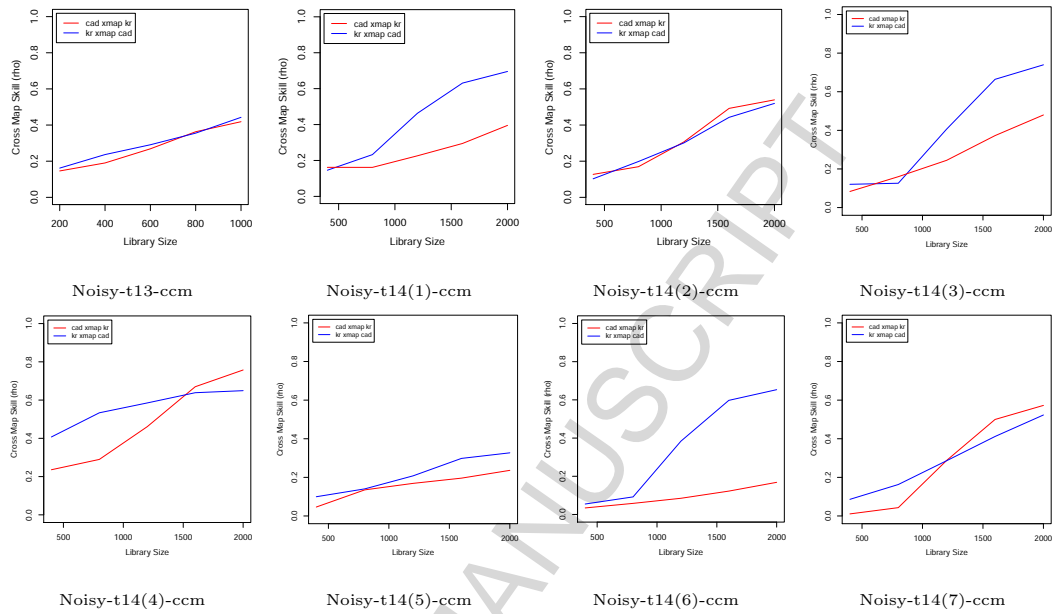 cad xmap kr
kr xmap cad
Cross Map Skill (rho)
0.0 0.2 0.4 0.6 0.8 1.0
200 400 600 800 1000
Library Size
Noisy-t13-ccm
cad xmap kr
kr xmap cad
Cross Map Skill (rho)
0.0 0.2 0.4 0.6 0.8 1.0
500 1000 1500 2000
Library Size
Noisy-t14(1)-ccm
cad xmap kr
kr xmap cad
Cross Map Skill (rho)
0.0 0.2 0.4 0.6 0.8 1.0
500 1000 1500 2000
Library Size
Noisy-t14(2)-ccm
cad xmap kr
kr xmap cad
Cross Map Skill (rho)
0.0 0.2 0.4 0.6 0.8 1.0
500 1000 1500 2000
Library Size
Noisy-t14(3)-ccm
cad xmap kr
kr xmap cad
Cross Map Skill (rho)
0.0 0.2 0.4 0.6 0.8 1.0
500 1000 1500 2000
Library Size
Noisy-t14(4)-ccm
cad xmap kr
kr xmap cad
Cross Map Skill (rho)
0.0 0.2 0.4 0.6 0.8 1.0
500 1000 1500 2000
Library Size
Noisy-t14(5)-ccm
cad xmap kr
kr xmap cad
Cross Map Skill (rho)
0.0 0.2 0.4 0.6 0.8 1.0
500 1000 1500 2000
Library Size
Noisy-t14(6)-ccm
cad xmap kr
kr xmap cad
Cross Map Skill (rho)
0.0 0.2 0.4 0.6 0.8 1.0
500 1000 1500 2000
Library Size
Noisy-t14(7)-ccm
MANUSCRIPT